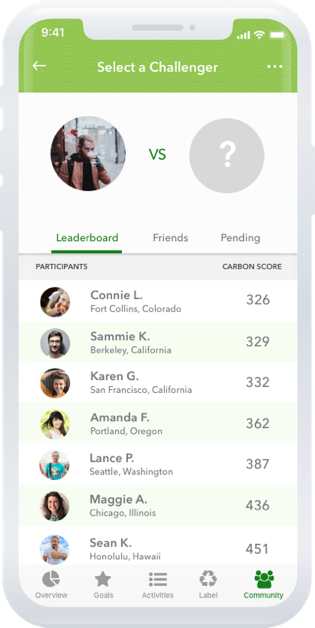 9:41
Select a Challenger
VS
?
Leaderboard Friends Pending
PARTICIPANTS CARBON SCORE
Connie L. 326
Fort Collins, Colorado
Sammie K. 329
Berkeley, California
Karen G. 332
San Francisco, California
Amanda F. 362
Portland, Oregon
Lance P. 387
Seattle, Washington
Maggie A. 436
Chicago, Illinois
Sean K. 451
Honolulu, Hawaii
Overview Goals Activities Label Community